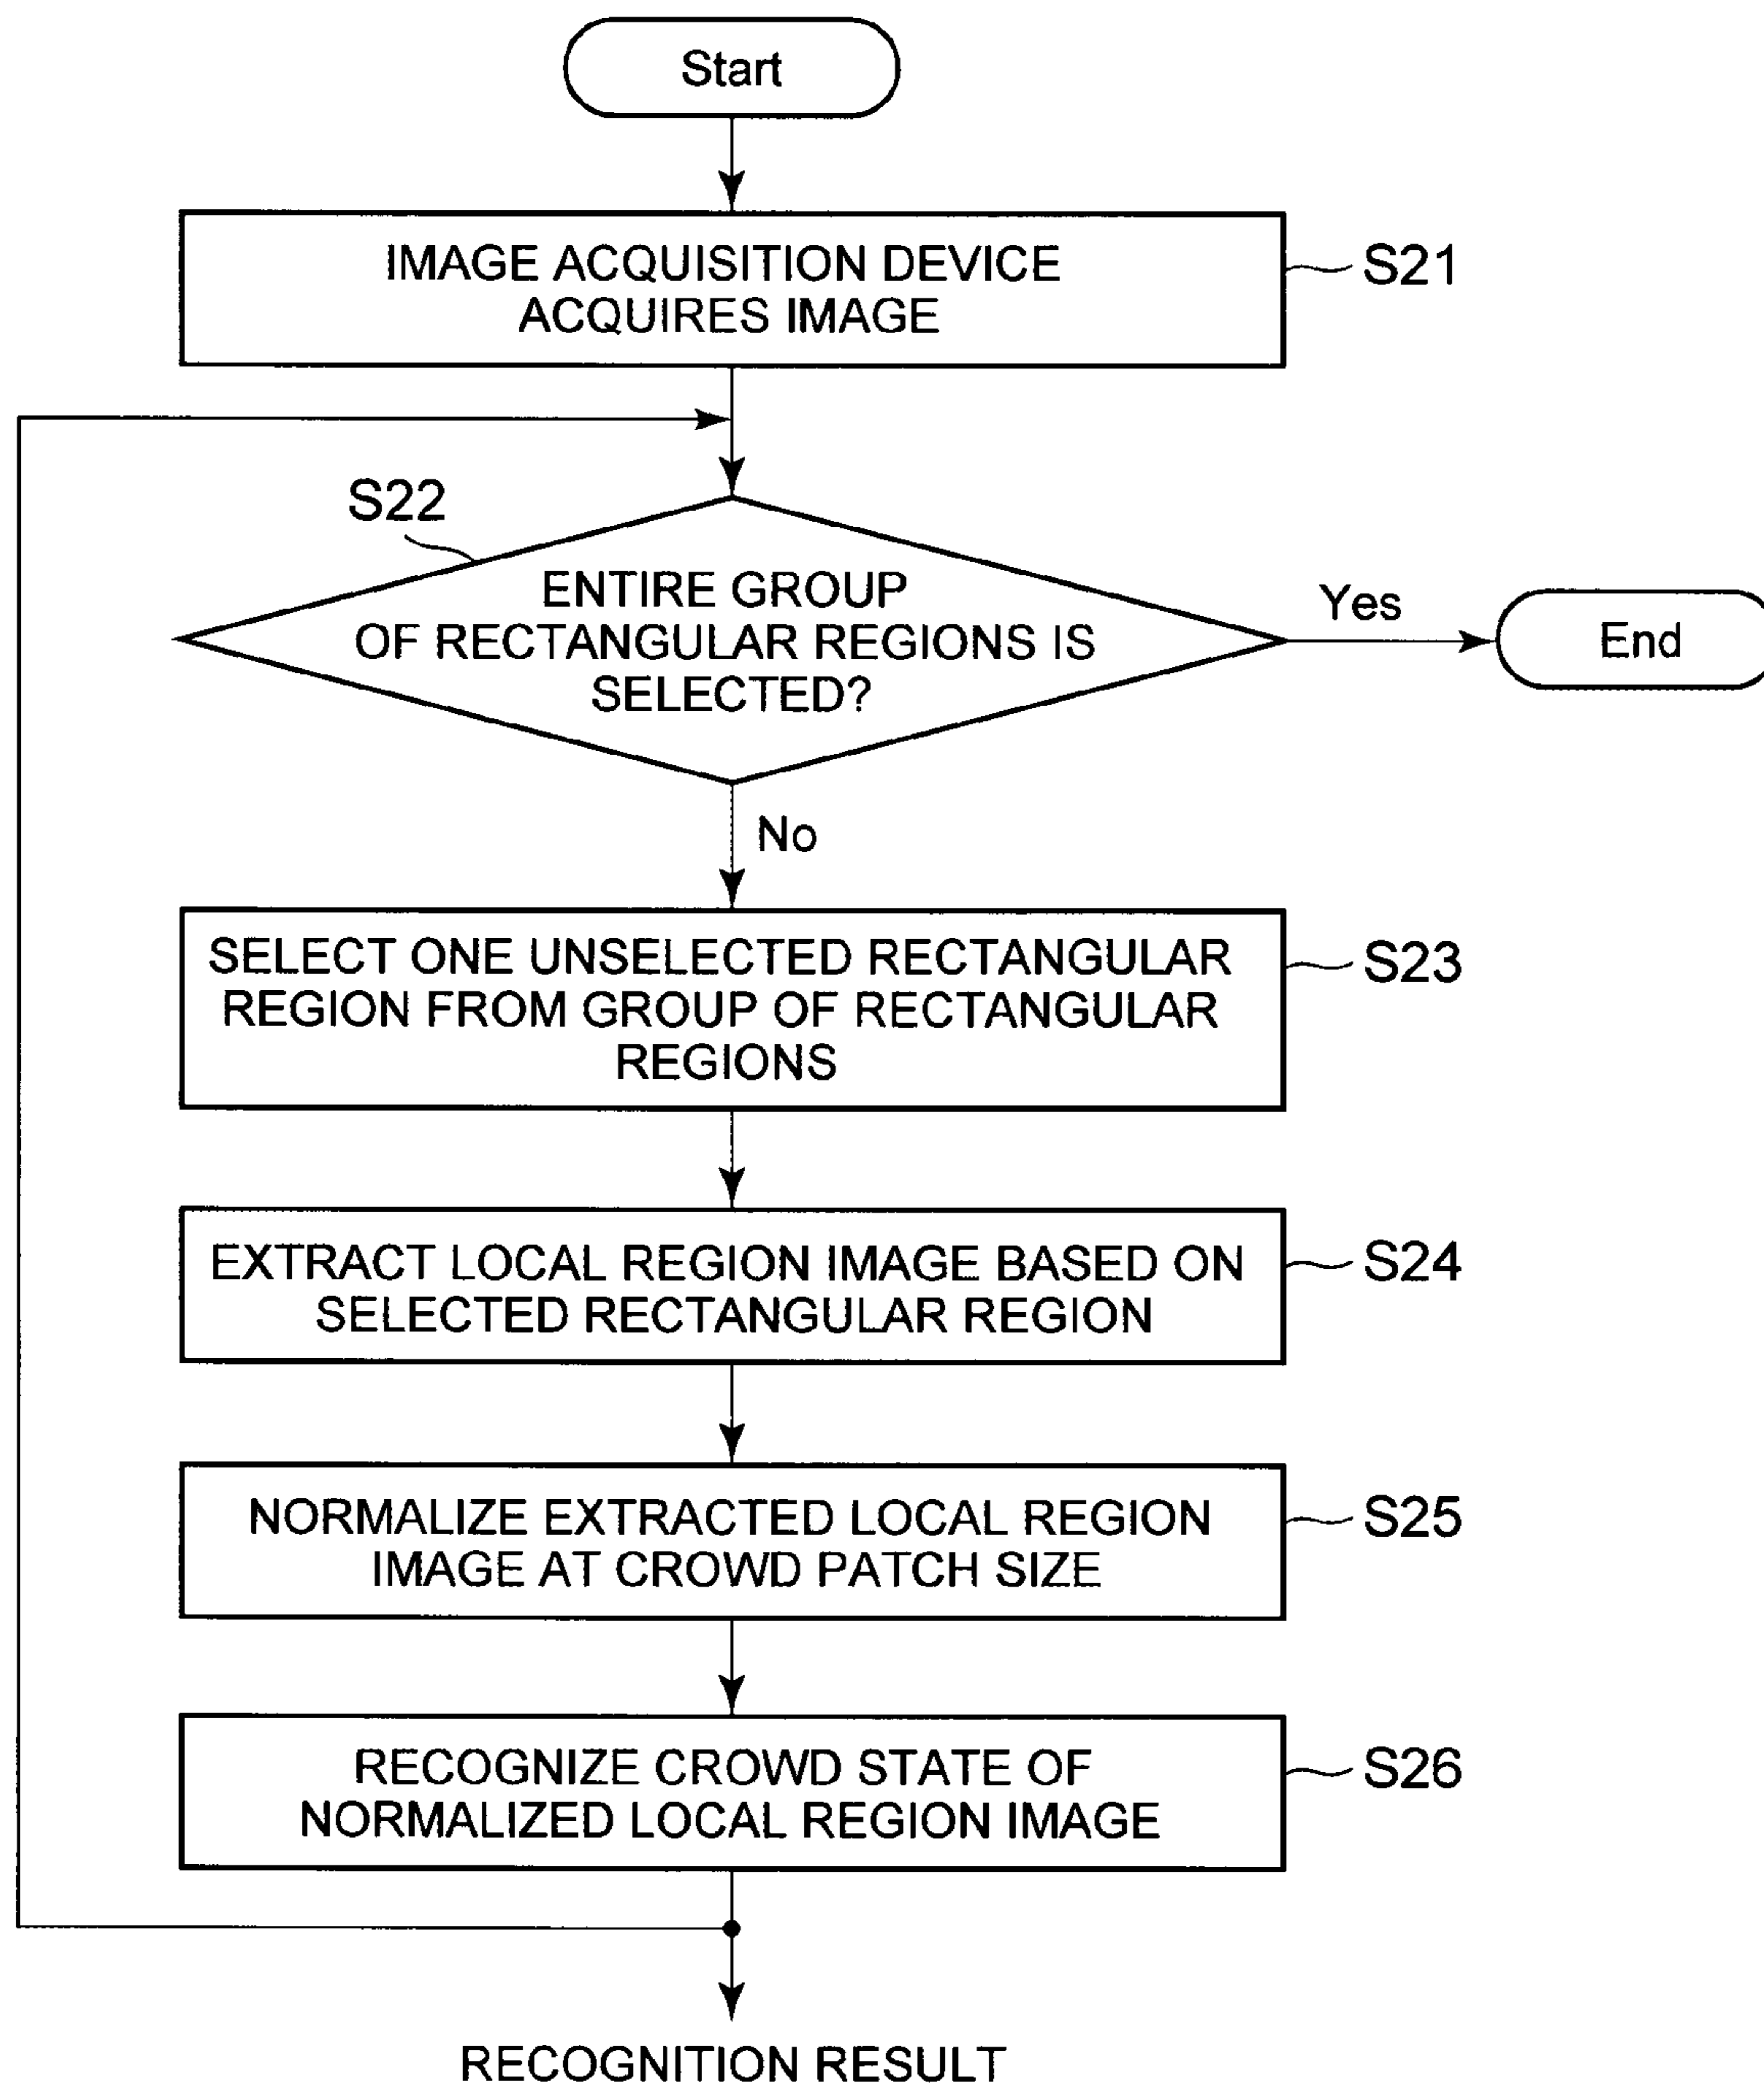 Start
IMAGE ACQUISITION DEVICE
ACQUIRES IMAGE
S21
S22
ENTIRE GROUP
OF RECTANGULAR REGIONS IS
SELECTED?
Yes
End
No
SELECT ONE UNSELECTED RECTANGULAR
REGION FROM GROUP OF RECTANGULAR
REGIONS
S23
EXTRACT LOCAL REGION IMAGE BASED ON
SELECTED RECTANGULAR REGION
S24
NORMALIZE EXTRACTED LOCAL REGION
IMAGE AT CROWD PATCH SIZE
S25
RECOGNIZE CROWD STATE OF
NORMALIZED LOCAL REGION IMAGE
S26
RECOGNITION RESULT